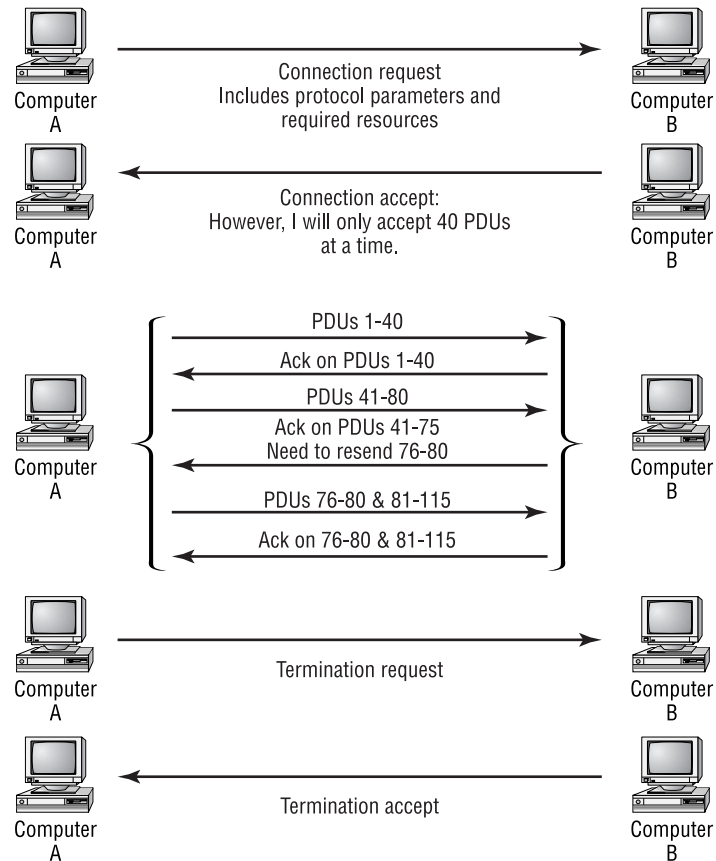 Computer
A
Connection request
Includes protocol parameters and
required resources
Computer
B
Computer
A
Connection accept:
However, I will only accept 40 PDUs
at a time.
Computer
B
Computer
A
PDUs 1-40
Ack on PDUs 1-40
PDUs 41-80
Ack on PDUs 41-75
Need to resend 76-80
PDUs 76-80 & 81-115
Ack on 76-80 & 81-115
Computer
B
Computer
A
Termination request
Computer
B
Computer
A
Termination accept
Computer
B